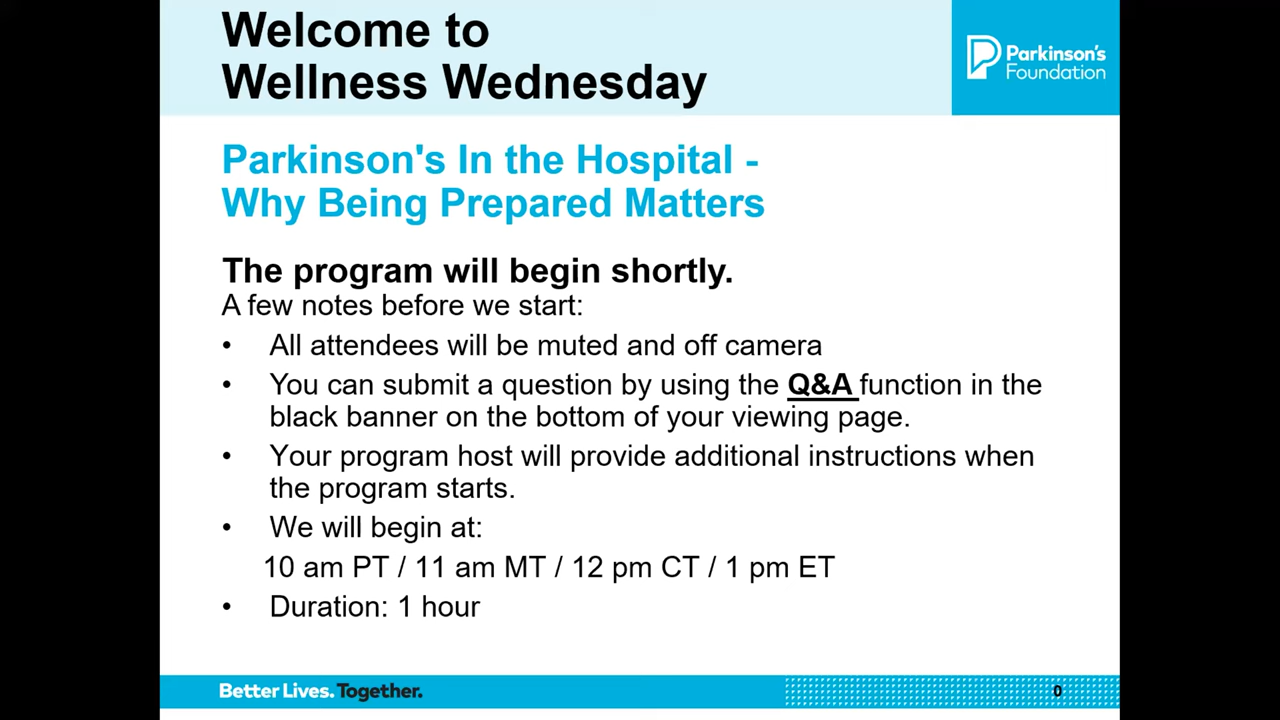 Welcome to
Wellness Wednesday
Parkinson's
Foundation
Parkinson's In the Hospital -
Why Being Prepared Matters
The program will begin shortly.
A few notes before we start:
• All attendees will be muted and off camera
• You can submit a question by using the Q&A function in the
black banner on the bottom of your viewing page.
• Your program host will provide additional instructions when
the program starts.
• We will begin at:
10 am PT / 11 am MT / 12 pm CT / 1 pm ET
• Duration: 1 hour
Better Lives. Together.
0